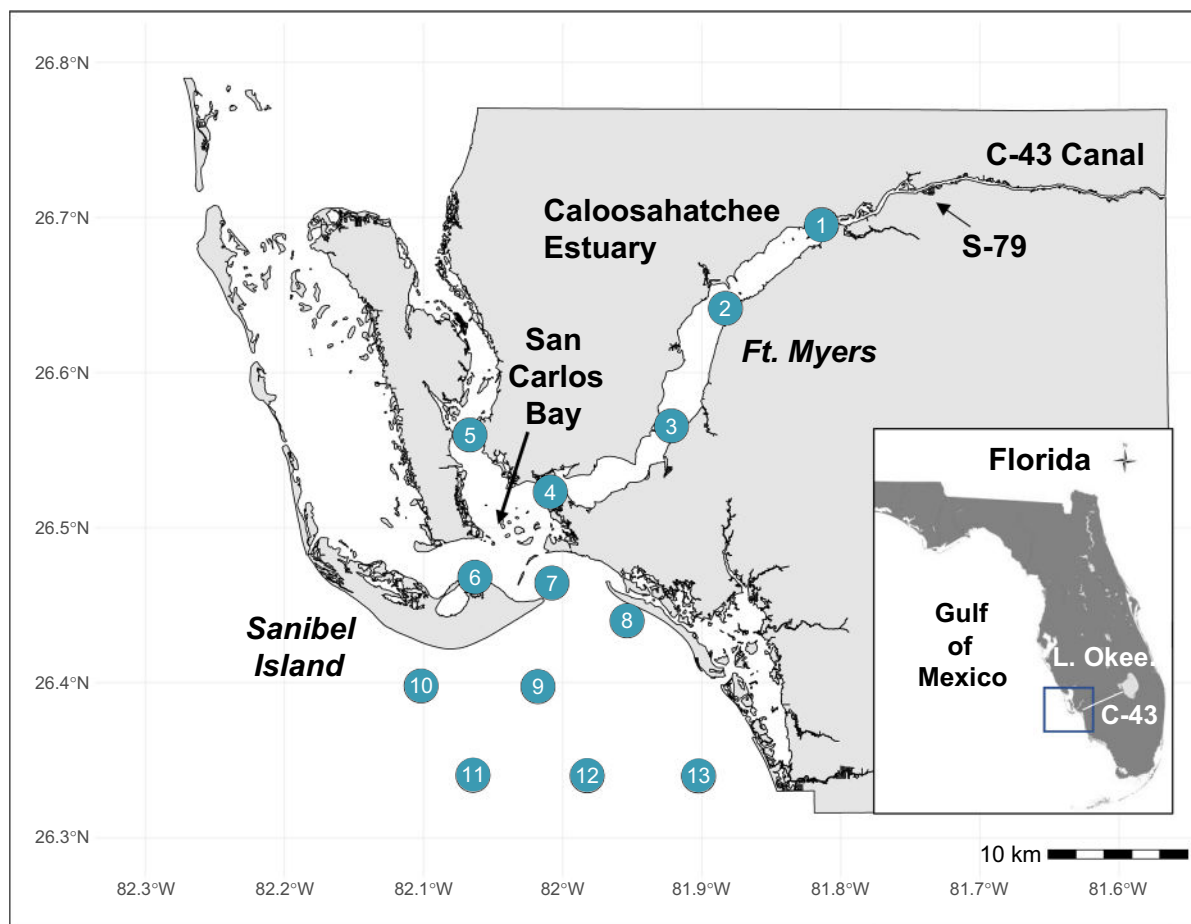 26.8°N
26.7°N
26.6°N
26.5°N
26.4°N
26.3°N
82.3°W
82.2°W
82.1°W
82°W
81.9°W
81.8°W
81.7°W
81.6°W
C-43 Canal
S-79
Caloosahatchee
Estuary
Ft. Myers
San
Carlos
Bay
Sanibel
Island
1
2
3
4
5
6
7
8
9
10
11
12
13
Florida
N
Gulf
of
Mexico
L. Okee.
C-43
10 km